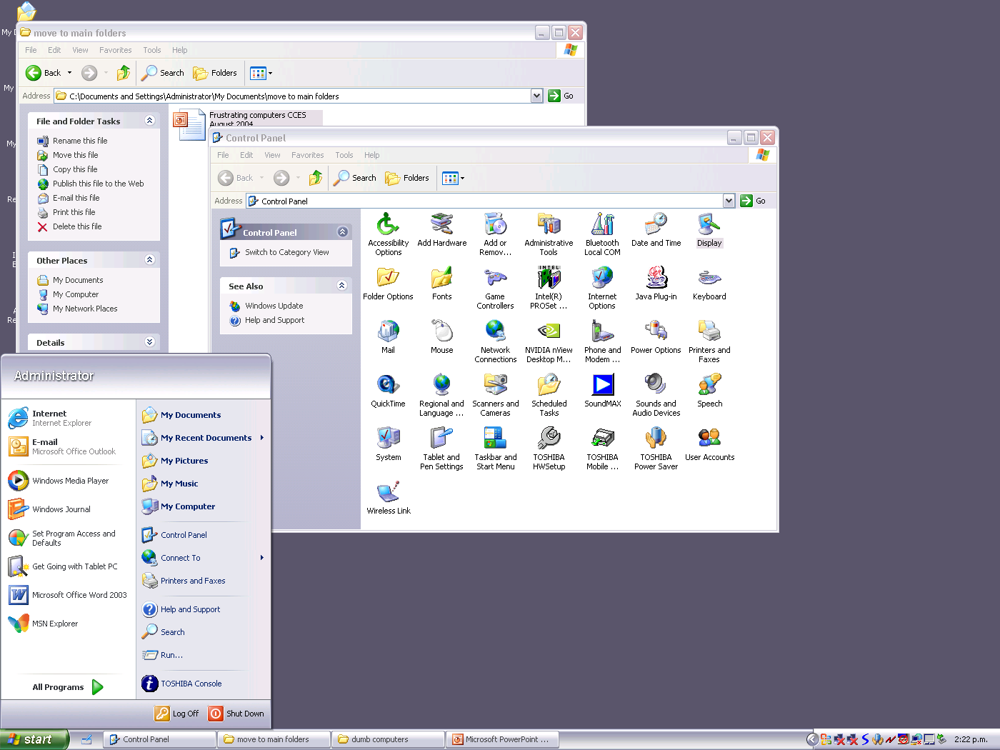 My D
move to main folders
File Edit View Favorites Tools Help
Back Search Folders
Address C:\Documents and Settings\Administrator\My Documents\move to main folders Go
My
My
Re
I
E
A
Re
File and Folder Tasks
Rename this file
Move this file
Copy this file
Publish this file to the Web
E-mail this file
Print this file
Delete this file
Other Places
My Documents
My Computer
My Network Places
Details
Frustrating computers CCES
August 2004
Control Panel
File Edit View Favorites Tools Help
Back Search Folders
Address Control Panel Go
Control Panel
Switch to Category View
See Also
Windows Update
Help and Support
Accessibility Options
Add Hardware
Add or Remov...
Administrative Tools
Bluetooth Local COM
Date and Time
Display
Folder Options
Fonts
Game Controllers
INTEL
Intel(R) PROSet ...
Internet Options
Java Plug-in
Keyboard
Mail
Mouse
Network Connections
NVIDIA nView Desktop M...
Phone and Modem ...
Power Options
Printers and Faxes
QuickTime
Regional and Language ...
Scanners and Cameras
Scheduled Tasks
SoundMAX
Sounds and Audio Devices
Speech
System
Tablet and Pen Settings
Taskbar and Start Menu
TOSHIBA HWSetup
TOSHIBA Mobile ...
TOSHIBA Power Saver
User Accounts
Wireless Link
Administrator
Internet
Internet Explorer
E-mail
Microsoft Office Outlook
Windows Media Player
Windows Journal
Set Program Access and
Defaults
Get Going with Tablet PC
Microsoft Office Word 2003
MSN Explorer
All Programs
My Documents
My Recent Documents
My Pictures
My Music
My Computer
Control Panel
Connect To
Printers and Faxes
Help and Support
Search
Run...
TOSHIBA Console
Log Off Shut Down
start Control Panel move to main folders dumb computers Microsoft PowerPoint ... 2:22 p.m.